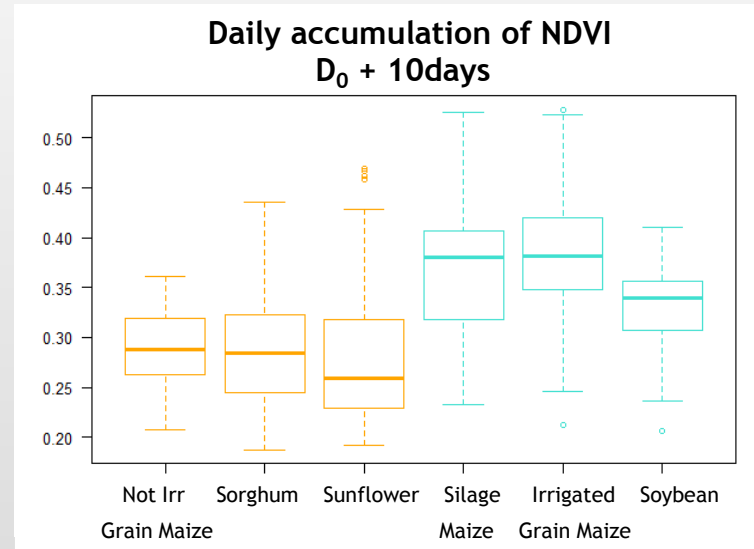 Daily accumulation of NDVI
D₀ + 10days
0.50
0.45
0.40
0.35
0.30
0.25
0.20
Not Irr Sorghum Sunflower Silage Irrigated Soybean
Grain Maize Maize Grain Maize